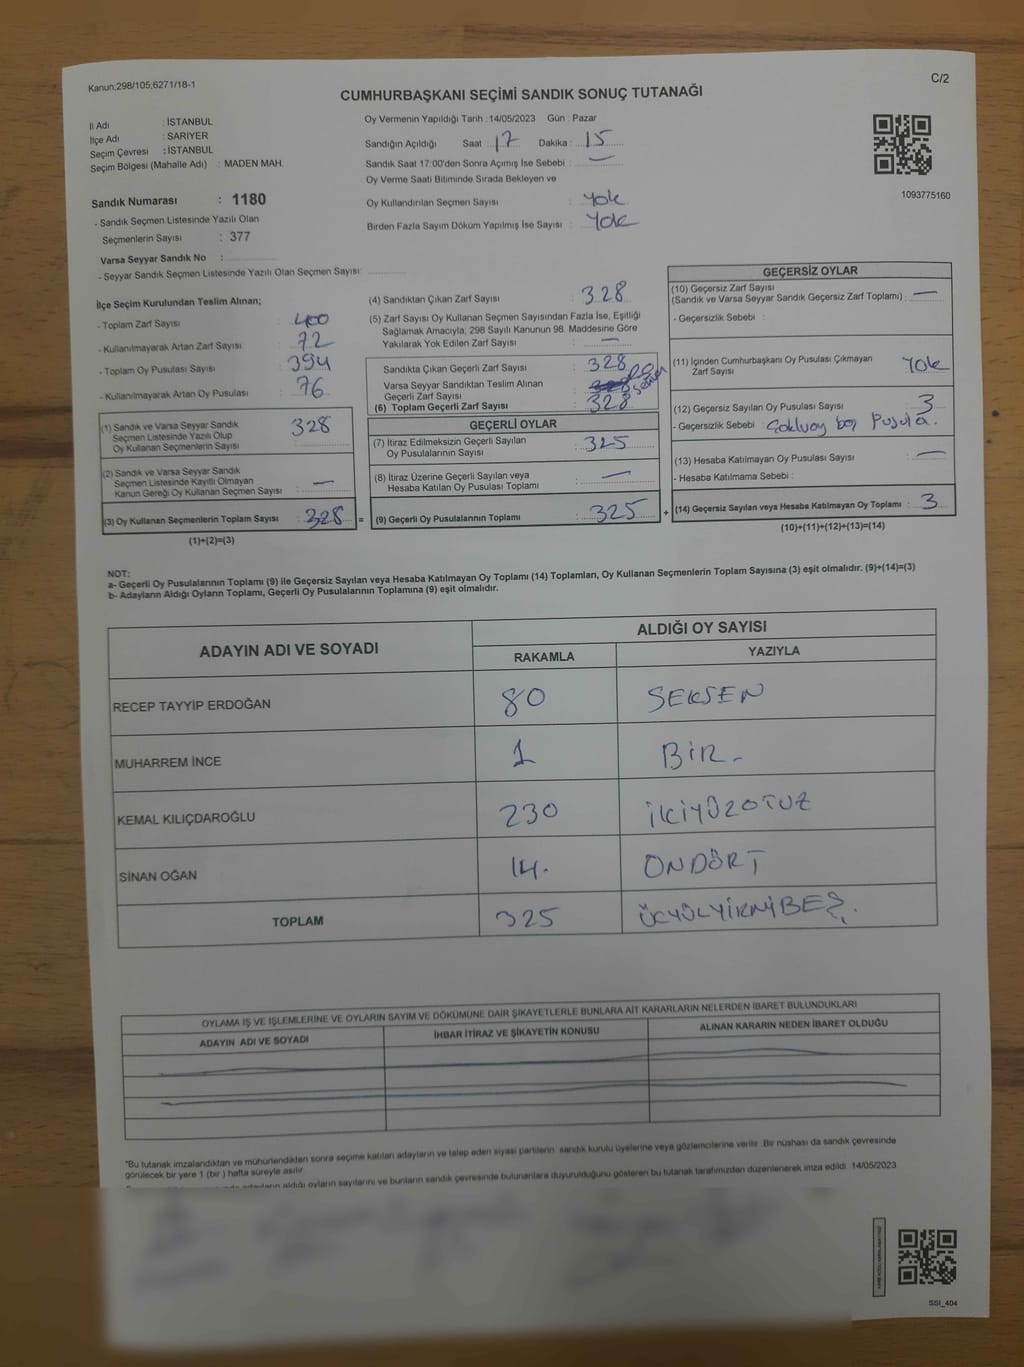 Kanun;298/105;6271/18-1
C/2
CUMHURBAŞKANI SEÇİMİ SANDIK SONUÇ TUTANAĞI
İl Adı : İSTANBUL
İlçe Adı : SARIYER
Seçim Çevresi : İSTANBUL
Seçim Bölgesi (Mahalle Adı) : MADEN MAH.
Sandık Numarası : 1180
- Sandık Seçmen Listesinde Yazılı Olan
Seçmenlerin Sayısı : 377
Varsa Seyyar Sandık No :
- Seyyar Sandık Seçmen Listesinde Yazılı Olan Seçmen Sayısı:
Oy Vermenin Yapıldığı Tarih : 14/05/2023 Gün : Pazar
Sandığın Açıldığı Saat : 17 Dakika : 15
Sandık Saat 17:00'den Sonra Açımış İse Sebebi : —
Oy Verme Saati Bitiminde Sırada Bekleyen ve
Oy Kullandırılan Seçmen Sayısı : Yok
Birden Fazla Sayım Döküm Yapılmış İse Sayısı : Yok
1093775160
İlçe Seçim Kurulundan Teslim Alınan;
- Toplam Zarf Sayısı : 400
- Kullanılmayarak Artan Zarf Sayısı : 72
- Toplam Oy Pusulası Sayısı : 394
- Kullanılmayarak Artan Oy Pusulası : 76
(1) Sandık ve Varsa Seyyar Sandık
Seçmen Listesinde Yazılı Olup
Oy Kullanan Seçmenlerin Sayısı : 328
(2) Sandık ve Varsa Seyyar Sandık
Seçmen Listesinde Kayıtlı Olmayan
Kanun Gereği Oy Kullanan Seçmen Sayısı : —
(3) Oy Kullanan Seçmenlerin Toplam Sayısı : 328 =
(1)+(2)=(3)
(4) Sandıktan Çıkan Zarf Sayısı : 328
(5) Zarf Sayısı Oy Kullanan Seçmen Sayısından Fazla İse, Eşitliği
Sağlamak Amacıyla; 298 Sayılı Kanunun 98. Maddesine Göre
Yakılarak Yok Edilen Zarf Sayısı : —
Sandıkta Çıkan Geçerli Zarf Sayısı : 328
Varsa Seyyar Sandıktan Teslim Alınan
Geçerli Zarf Sayısı :
(6) Toplam Geçerli Zarf Sayısı : 328
GEÇERLİ OYLAR
(7) İtiraz Edilmeksizin Geçerli Sayılan
Oy Pusulalarının Sayısı : 325
(8) İtiraz Üzerine Geçerli Sayılan veya
Hesaba Katılan Oy Pusulası Toplamı : —
(9) Geçerli Oy Pusulalarının Toplamı : 325 +
GEÇERSİZ OYLAR
(10) Geçersiz Zarf Sayısı
(Sandık ve Varsa Seyyar Sandık Geçersiz Zarf Toplamı) : —
- Geçersizlik Sebebi :
(11) İçinden Cumhurbaşkanı Oy Pusulası Çıkmayan
Zarf Sayısı : Yok
(12) Geçersiz Sayılan Oy Pusulası Sayısı : 3
- Geçersizlik Sebebi : Pusula.
(13) Hesaba Katılmayan Oy Pusulası Sayısı : —
- Hesaba Katılmama Sebebi :
(14) Geçersiz Sayılan veya Hesaba Katılmayan Oy Toplamı : 3
(10)+(11)+(12)+(13)=(14)
NOT:
a- Geçerli Oy Pusulalarının Toplamı (9) ile Geçersiz Sayılan veya Hesaba Katılmayan Oy Toplamı (14) Toplamları, Oy Kullanan Seçmenlerin Toplam Sayısına (3) eşit olmalıdır. (9)+(14)=(3)
b- Adayların Aldığı Oyların Toplamı, Geçerli Oy Pusulalarının Toplamına (9) eşit olmalıdır.
ADAYIN ADI VE SOYADI ALDIĞI OY SAYISI
RAKAMLA YAZIYLA
RECEP TAYYİP ERDOĞAN 80 SEKSEN
MUHARREM İNCE 1 BİR -
KEMAL KILIÇDAROĞLU 230 İKİYÜZOTUZ
SİNAN OĞAN 14. ONDÖRT
TOPLAM 325 ÜÇYÜZYİRMİBEŞ.
OYLAMA İŞ VE İŞLEMLERİNE VE OYLARIN SAYIM VE DÖKÜMÜNE DAİR ŞİKAYETLERLE BUNLARA AİT KARARLARIN NELERDEN İBARET BULUNDUKLARI
ADAYIN ADI VE SOYADI İHBAR İTİRAZ VE ŞİKAYETİN KONUSU ALINAN KARARIN NEDEN İBARET OLDUĞU
*Bu tutanak imzalandıktan ve mühürlendikten sonra seçime katılan adayların ve talep eden siyasi partilerin sandık kurulu üyelerine veya gözlemcilerine verilir. Bir nüshası da sandık çevresinde
görülecek bir yere 1 (bir ) hafta süreyle asılır.
adayların aldığı oyların sayılarını ve bunların sandık çevresinde bulunanlara duyurulduğunu gösteren bu tutanak tarafımızdan düzenlenerek imza edildi. 14/05/2023
SSI_404